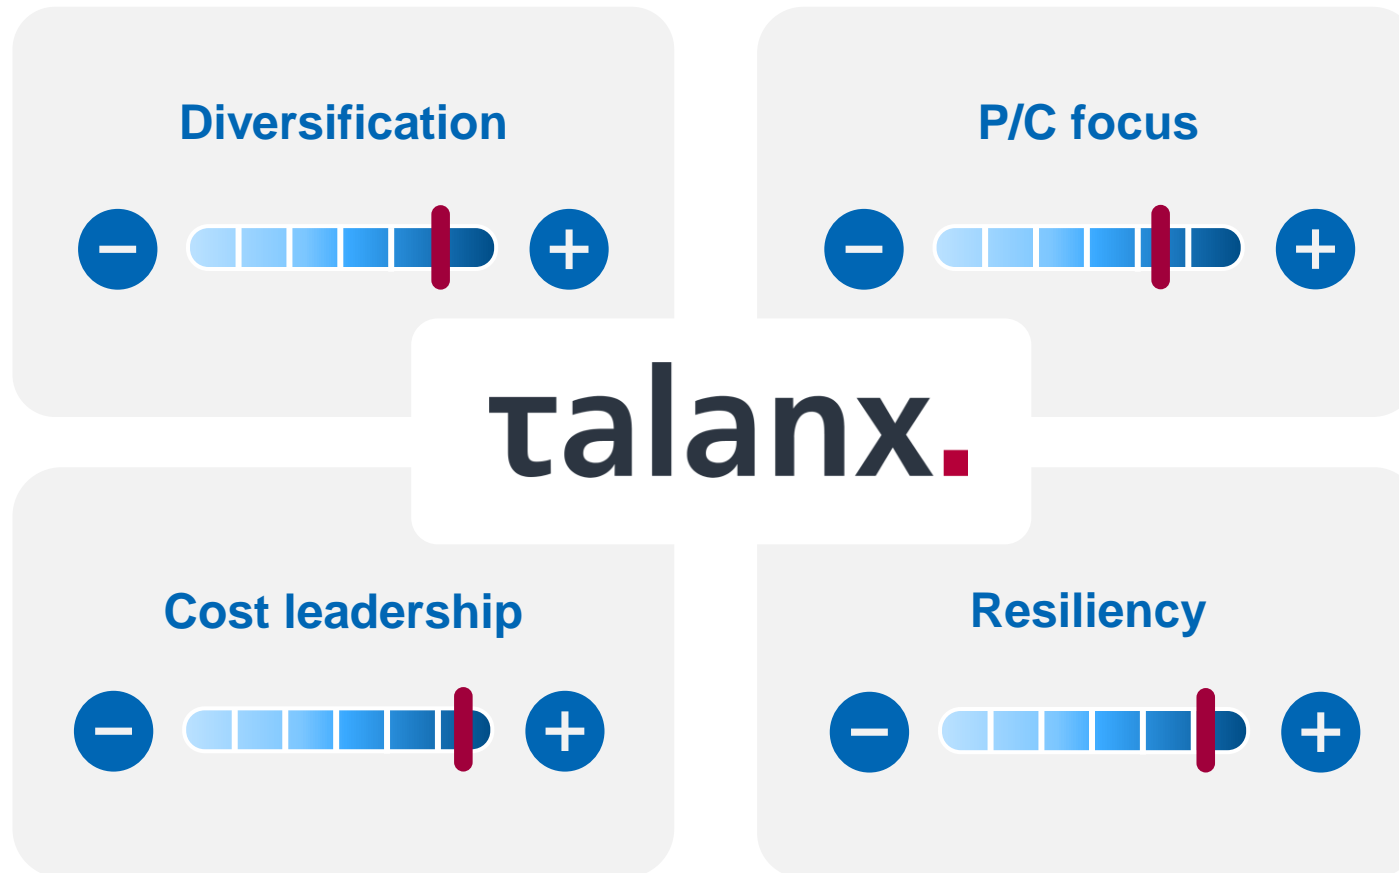 Diversification
P/C focus
talanx.
Cost leadership
Resiliency